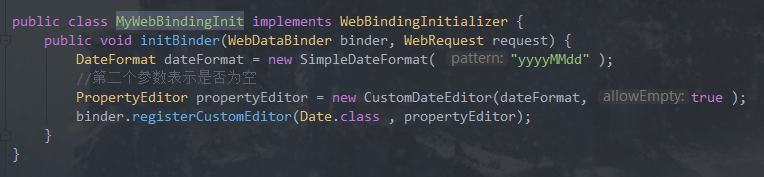 public class MyWebBindingInit implements WebBindingInitializer {
public void initBinder(WebDataBinder binder, WebRequest request) {
DateFormat dateFormat = new SimpleDateFormat( pattern: "yyyyMMdd" );
//第二个参数表示是否为空
PropertyEditor propertyEditor = new CustomDateEditor(dateFormat, allowEmpty: true );
binder.registerCustomEditor(Date.class , propertyEditor);
}
}